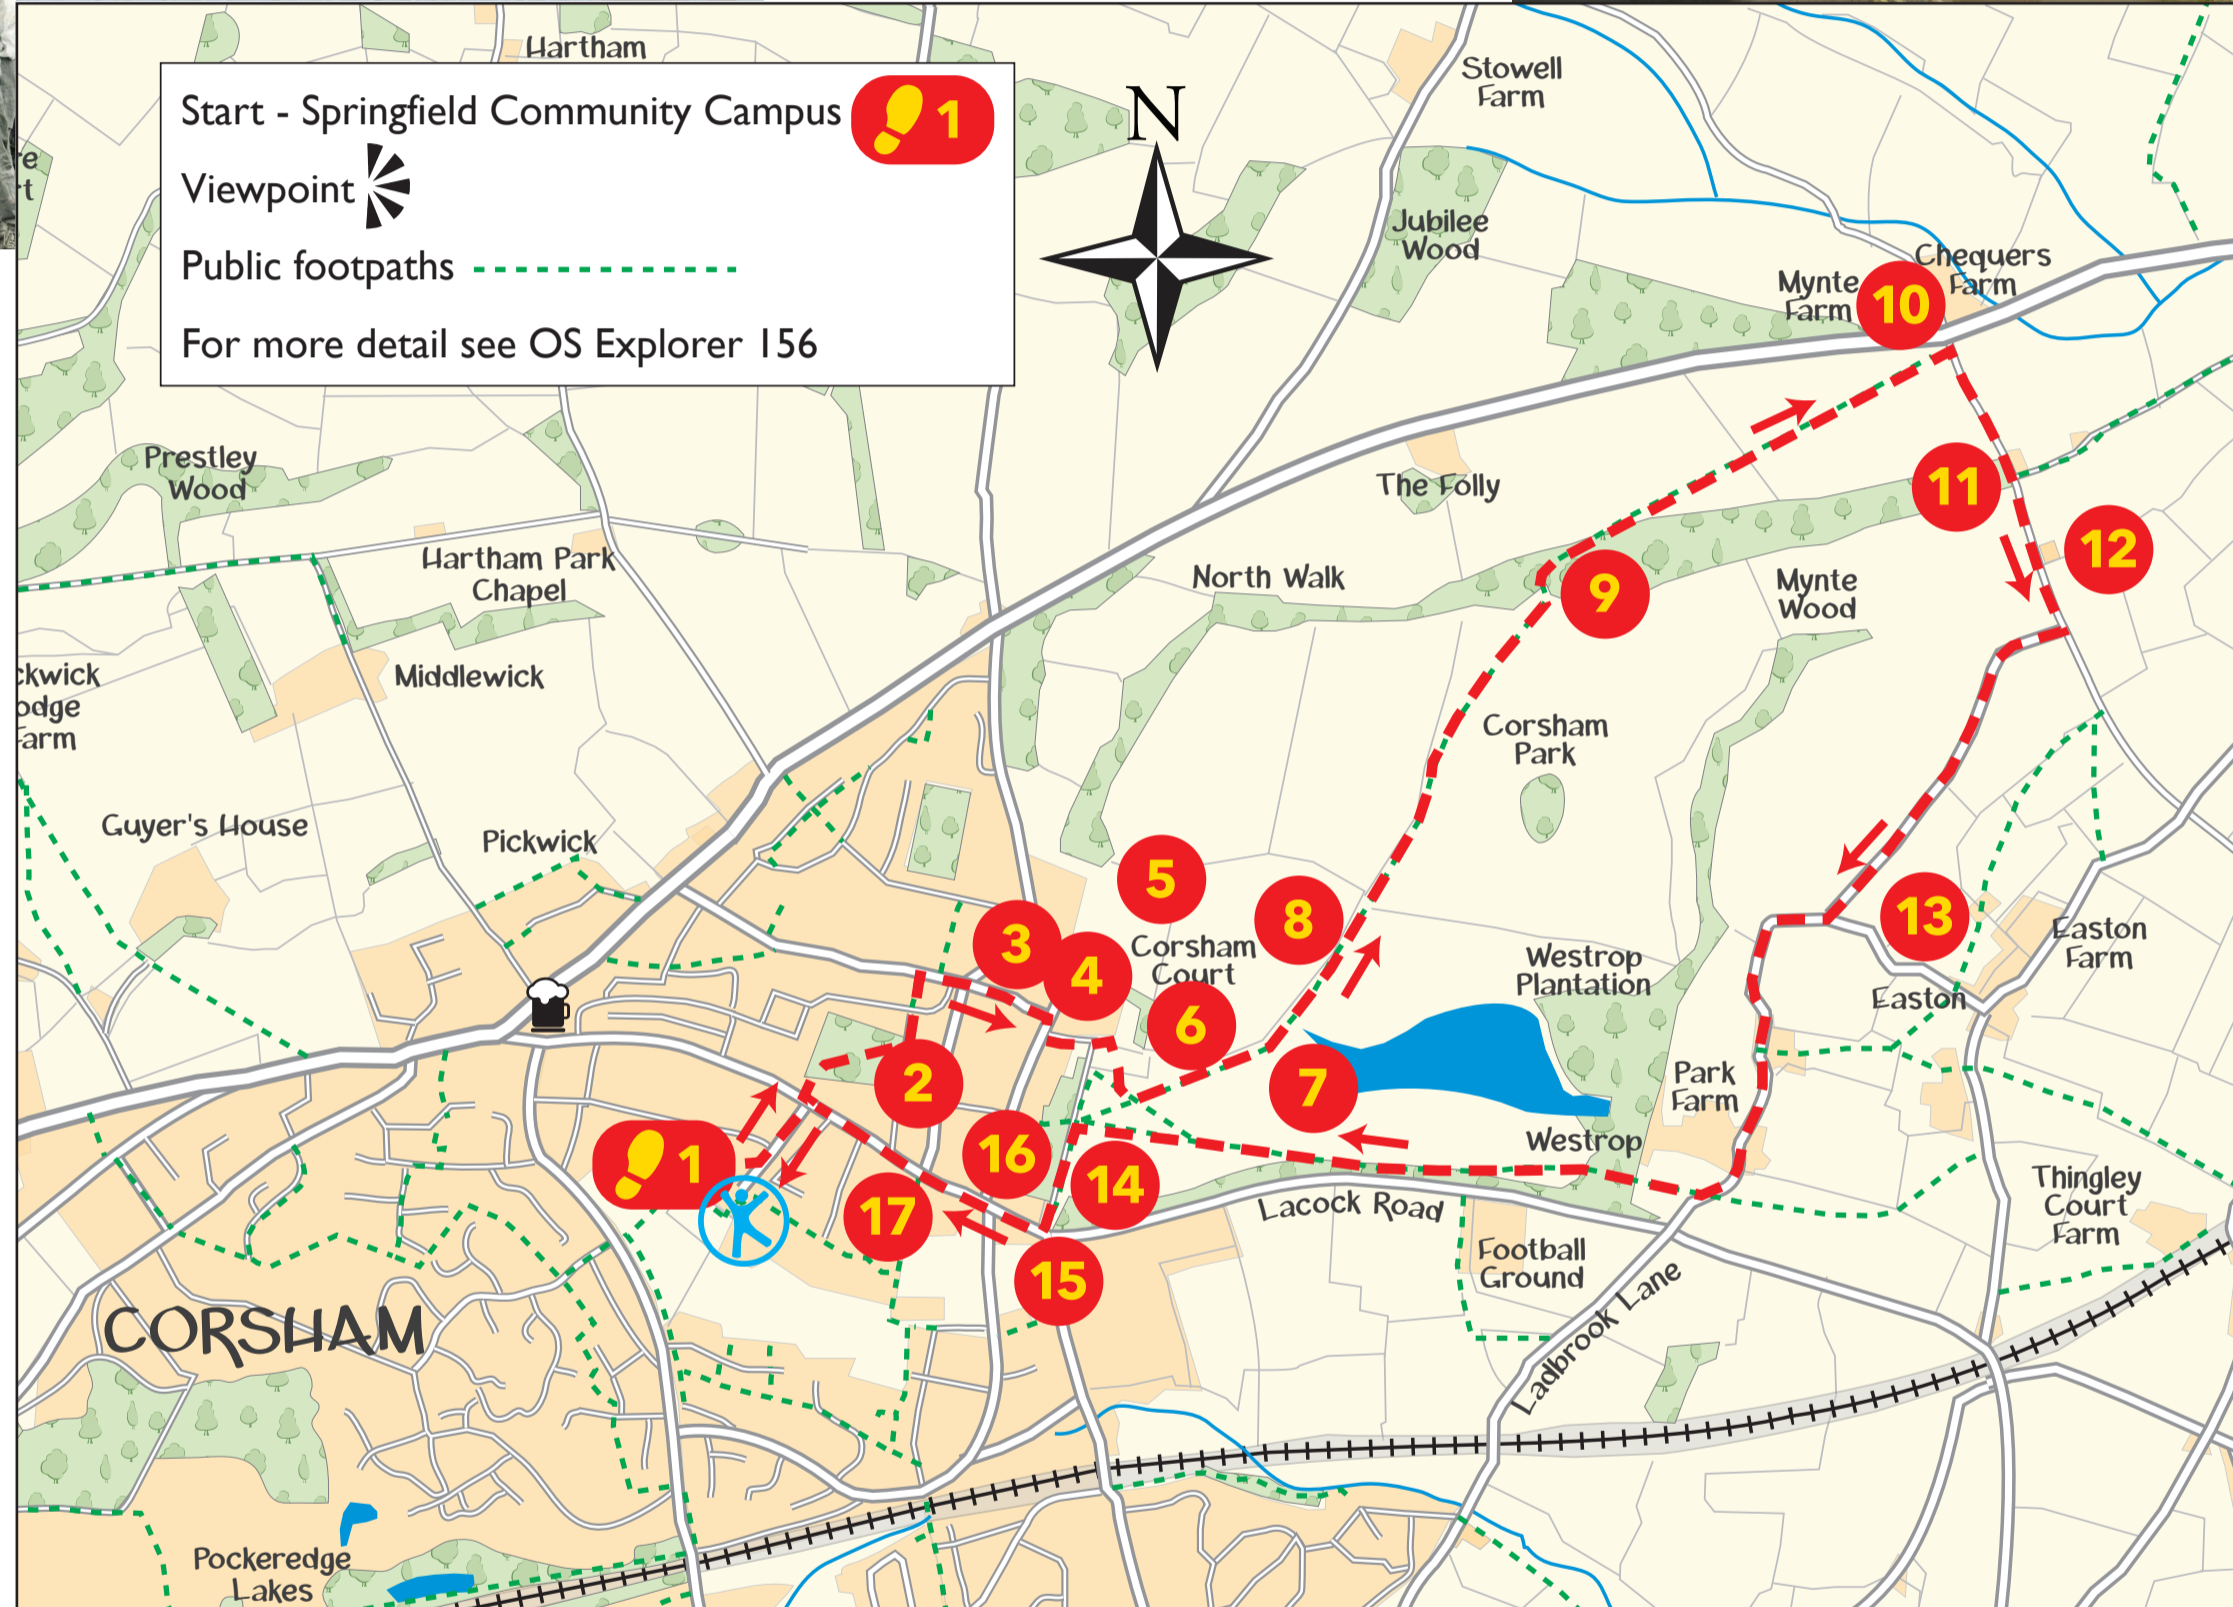 Hartham
Start - Springfield Community Campus
1
Viewpoint
Public footpaths
For more detail see OS Explorer 156
N
Stowell
Farm
Jubilee
Wood
Chequers
Farm
Mynte
Farm
10
Prestley
Wood
The Folly
11
12
Hartham Park
Chapel
North Walk
9
Mynte
Wood
Middlewick
ckwick
odge
arm
Corsham
Park
Guyer's House
Pickwick
5
8
3
4
Corsham
Court
13
Easton
Farm
Westrop
Plantation
Easton
6
2
7
Park
Farm
Westrop
1
16
14
17
Lacock Road
Thingley
Court
Farm
Football
Ground
15
Ladbrook Lane
CORSHAM
Pockeredge
Lakes